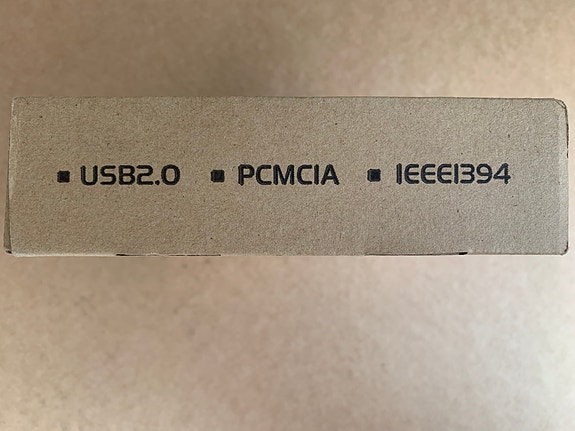 ▪ USB2.0 ▪ PCMCIA ▪ IEEE1394